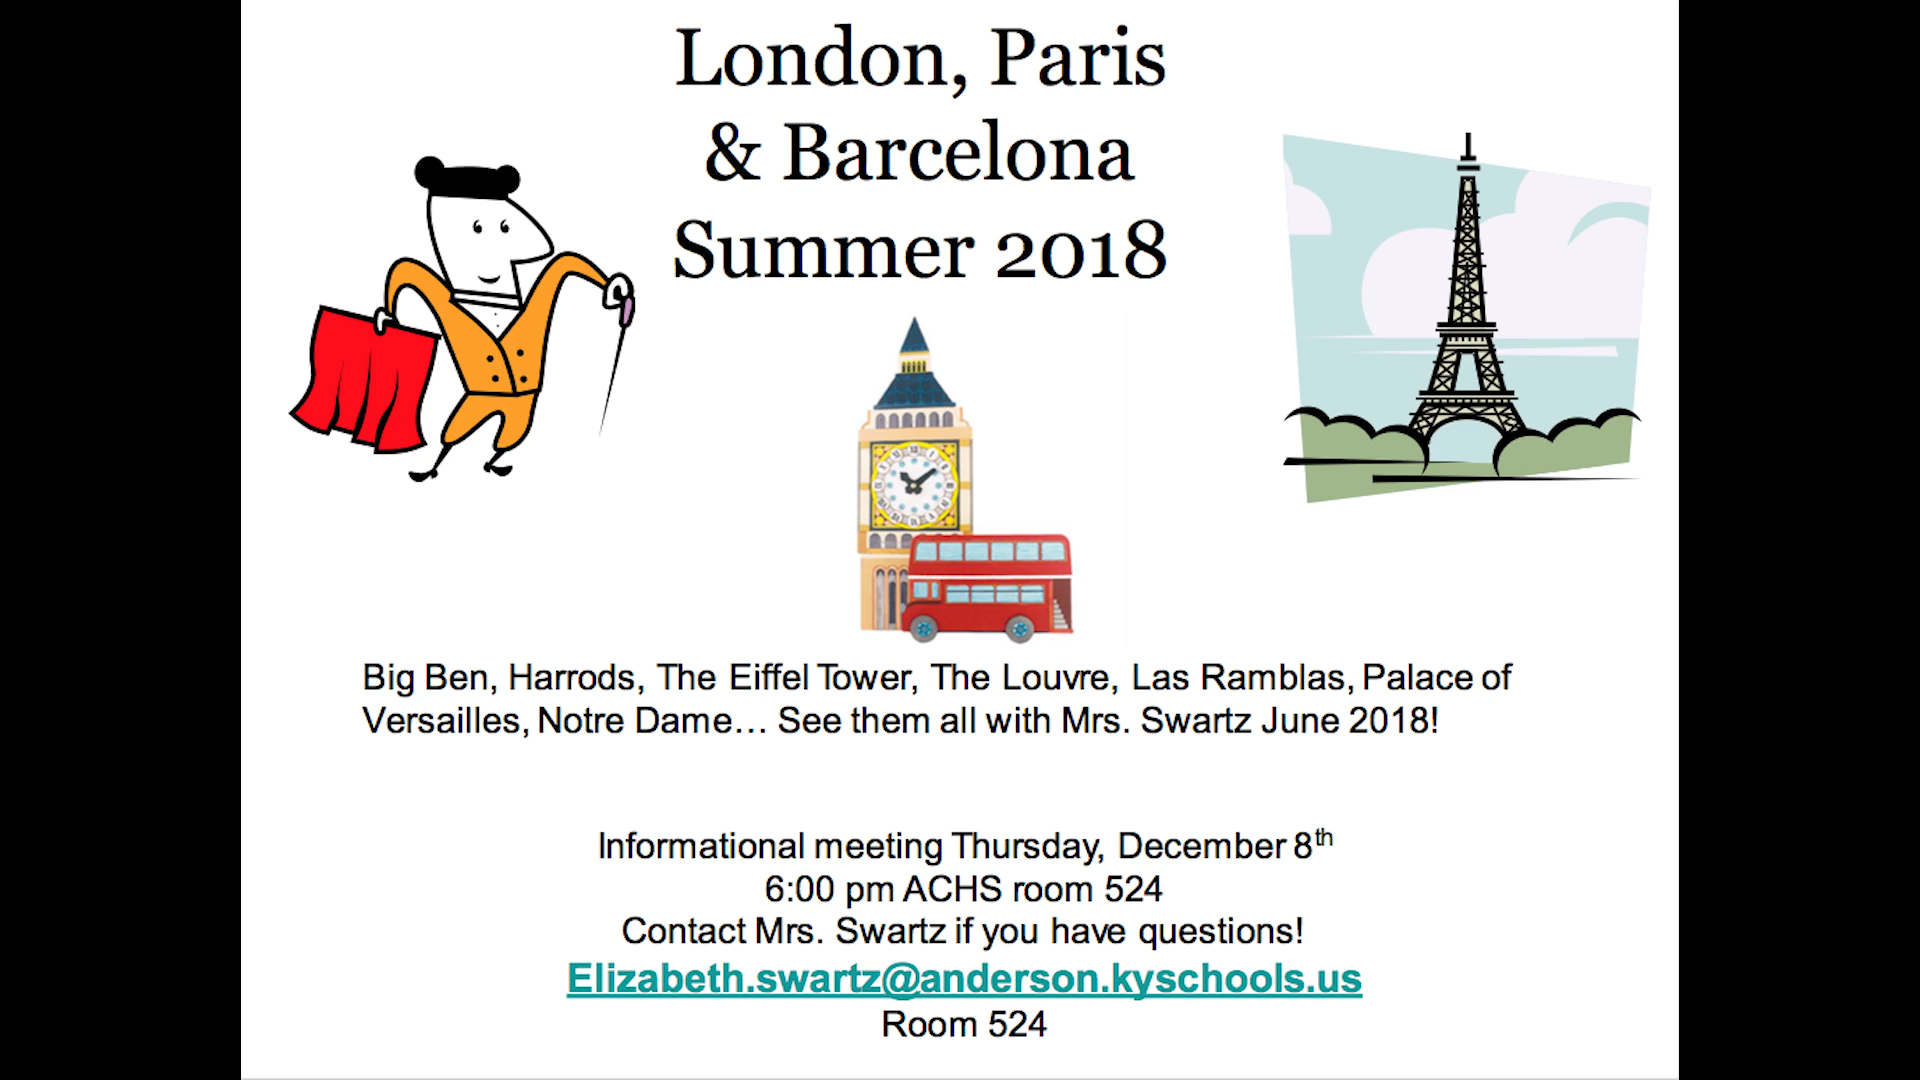 London, Paris
& Barcelona
Summer 2018
Big Ben, Harrods, The Eiffel Tower, The Louvre, Las Ramblas, Palace of
Versailles, Notre Dame… See them all with Mrs. Swartz June 2018!
Informational meeting Thursday, December 8th
6:00 pm ACHS room 524
Contact Mrs. Swartz if you have questions!
Elizabeth.swartz@anderson.kyschools.us
Room 524